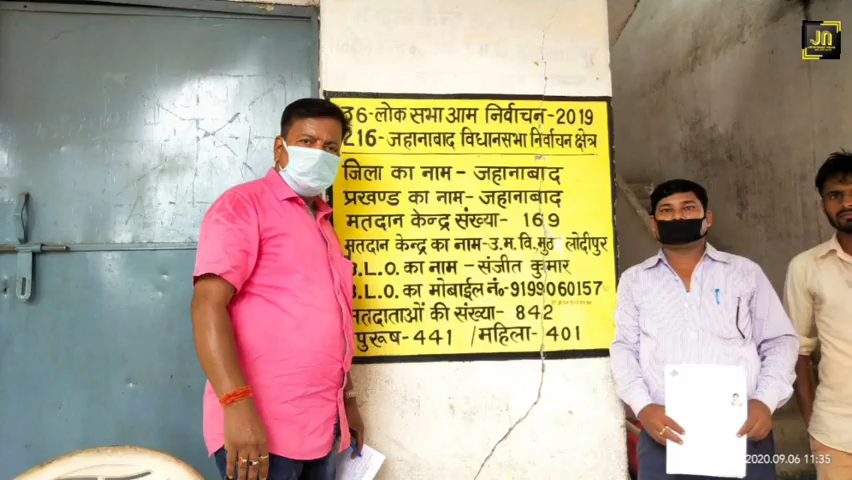 36-लोक सभा आम निर्वाचन-2019
216-जहानाबाद विधानसभा निर्वाचन क्षेत्र
जिला का नाम - जहानाबाद
प्रखण्ड का नाम-जहानाबाद
मतदान केन्द्र संख्या- 169
मतदान केन्द्र का नाम-उ.म.वि.मुठ लोदीपुर
B.L.O. का नाम - संजीत कुमार
B.L.O. का मोबाईल नं०-9199060157
मतदाताओं की संख्या- 842
पुरूष-441 / महिला-401
JN
2020.09.06 11:35